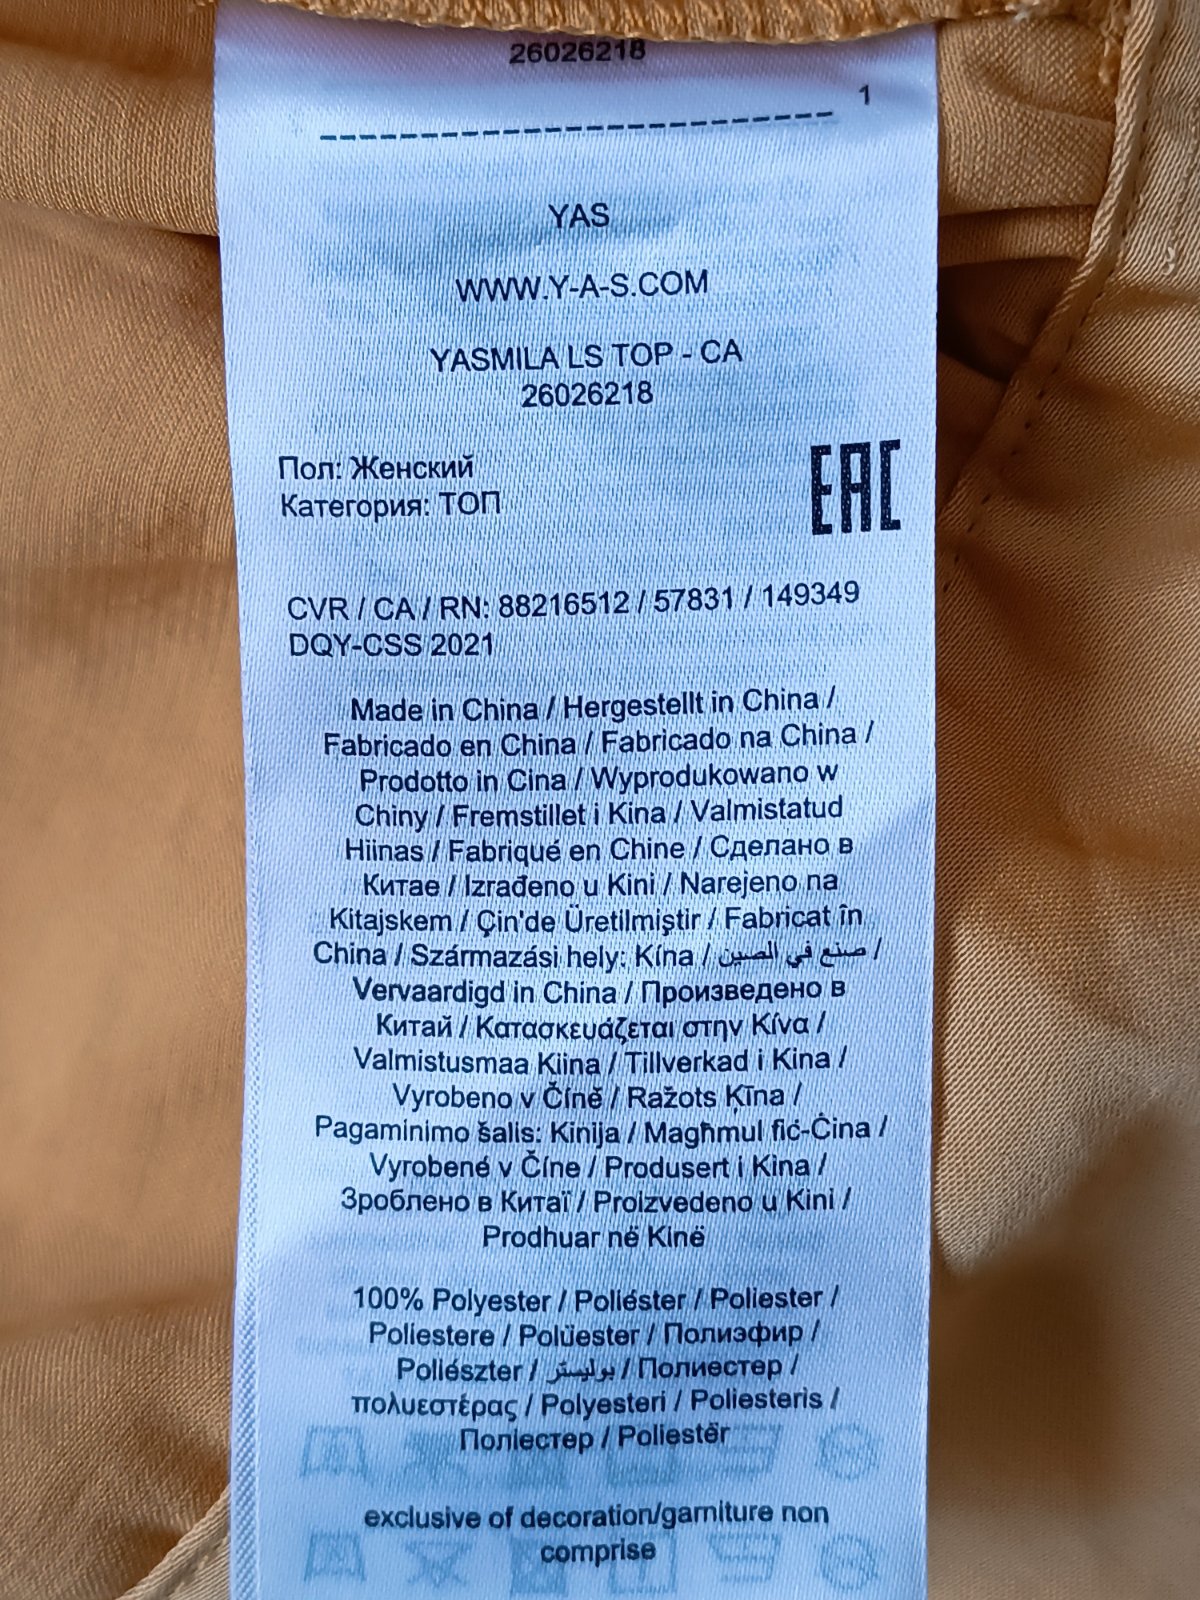 26026218
1
YAS
WWW.Y-A-S.COM
YASMILA LS TOP - CA
26026218
Пол: Женский
Категория: ТОП
EAC
CVR / CA / RN: 88216512 / 57831 / 149349
DQY-CSS 2021
Made in China / Hergestellt in China /
Fabricado en China / Fabricado na China /
Prodotto in Cina / Wyprodukowano w
Chiny / Fremstillet i Kina / Valmistatud
Hiinas / Fabriqué en Chine / Сделано в
Китае / Izrađeno u Kini / Narejeno na
Kitajskem / Çin'de Üretilmiştir / Fabricat în
China / Származási hely: Kína / صنع في الصين /
Vervaardigd in China / Произведено в
Китай / Κατασκευάζεται στην Κίνα /
Valmistusmaa Kiina / Tillverkad i Kina /
Vyrobeno v Číně / Ražots Ķīna /
Pagaminimo šalis: Kinija / Magħmul fiċ-Ċina /
Vyrobené v Číne / Produsert i Kina /
Зроблено в Китаї / Proizvedeno u Kini /
Prodhuar në Kinë
100% Polyester / Poliéster / Poliester /
Poliestere / Polüester / Полиэфир /
Poliészter / بوليستر / Полиестер /
πολυεστέρας / Polyesteri / Poliesteris /
Поліестер / Poliestër
exclusive of decoration/garniture non
comprise